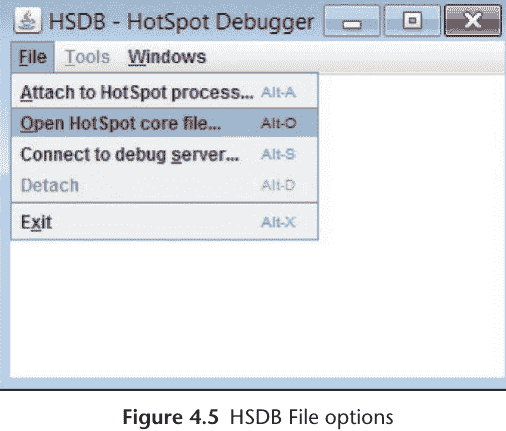 HSDB - HotSpot Debugger
File Tools Windows
Attach to HotSpot process... Alt-A
Open HotSpot core file... Alt-O
Connect to debug server... Alt-S
Detach Alt-D
Exit Alt-X
Figure 4.5 HSDB File options